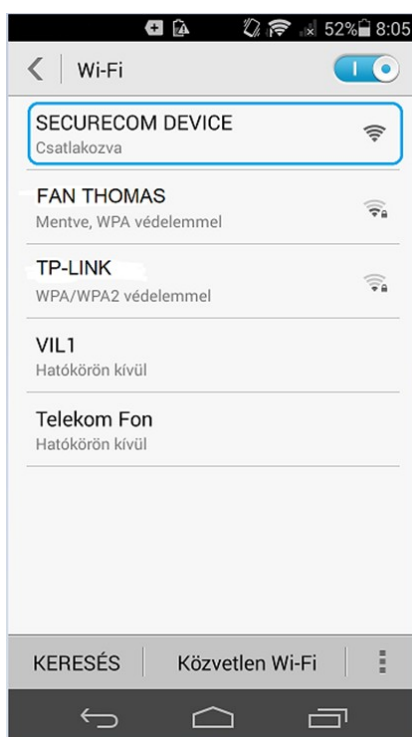 52% 8:05
Wi-Fi
SECURECOM DEVICE
Csatlakozva
FAN THOMAS
Mentve, WPA védelemmel
TP-LINK
WPA/WPA2 védelemmel
VIL1
Hatókörön kívül
Telekom Fon
Hatókörön kívül
KERESÉS Közvetlen Wi-Fi